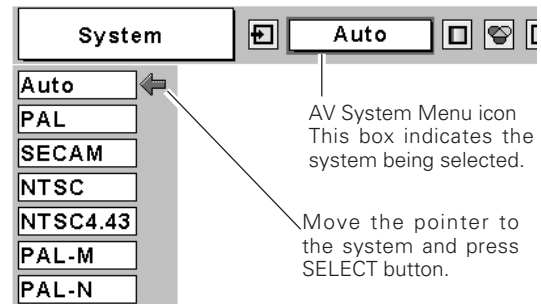 System
Auto
Auto
PAL
SECAM
NTSC
NTSC4.43
PAL-M
PAL-N
AV System Menu icon
This box indicates the
system being selected.
Move the pointer to
the system and press
SELECT button.